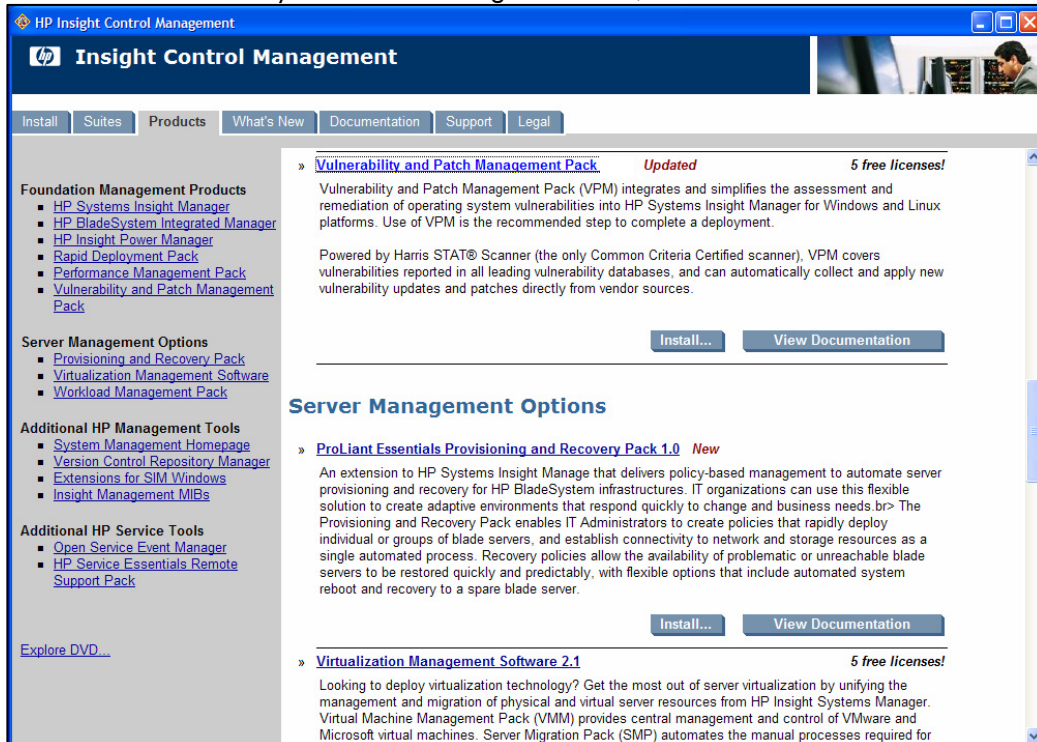 HP Insight Control Management
hp Insight Control Management
Install Suites Products What's New Documentation Support Legal
Foundation Management Products
HP Systems Insight Manager
HP BladeSystem Integrated Manager
HP Insight Power Manager
Rapid Deployment Pack
Performance Management Pack
Vulnerability and Patch Management
Pack
Server Management Options
Provisioning and Recovery Pack
Virtualization Management Software
Workload Management Pack
Additional HP Management Tools
System Management Homepage
Version Control Repository Manager
Extensions for SIM Windows
Insight Management MIBs
Additional HP Service Tools
Open Service Event Manager
HP Service Essentials Remote
Support Pack
Explore DVD...
» Vulnerability and Patch Management Pack Updated 5 free licenses!
Vulnerability and Patch Management Pack (VPM) integrates and simplifies the assessment and
remediation of operating system vulnerabilities into HP Systems Insight Manager for Windows and Linux
platforms. Use of VPM is the recommended step to complete a deployment.
Powered by Harris STAT® Scanner (the only Common Criteria Certified scanner), VPM covers
vulnerabilities reported in all leading vulnerability databases, and can automatically collect and apply new
vulnerability updates and patches directly from vendor sources.
Install... View Documentation
Server Management Options
» ProLiant Essentials Provisioning and Recovery Pack 1.0 New
An extension to HP Systems Insight Manage that delivers policy-based management to automate server
provisioning and recovery for HP BladeSystem infrastructures. IT organizations can use this flexible
solution to create adaptive environments that respond quickly to change and business needs.br> The
Provisioning and Recovery Pack enables IT Administrators to create policies that rapidly deploy
individual or groups of blade servers, and establish connectivity to network and storage resources as a
single automated process. Recovery policies allow the availability of problematic or unreachable blade
servers to be restored quickly and predictably, with flexible options that include automated system
reboot and recovery to a spare blade server.
Install... View Documentation
» Virtualization Management Software 2.1 5 free licenses!
Looking to deploy virtualization technology? Get the most out of server virtualization by unifying the
management and migration of physical and virtual server resources from HP Insight Systems Manager.
Virtual Machine Management Pack (VMM) provides central management and control of VMware and
Microsoft virtual machines. Server Migration Pack (SMP) automates the manual processes required for